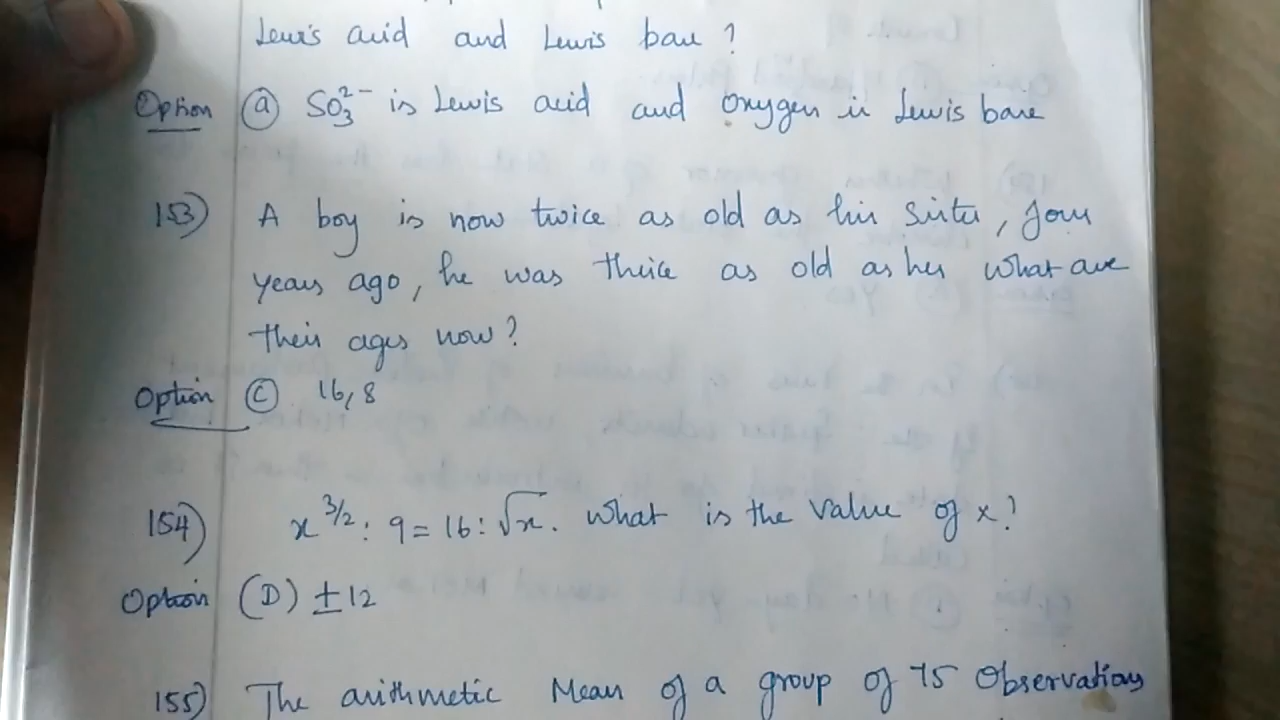 Lewis acid and Lewis base ?
Option (a) SO₃²⁻ is Lewis acid and oxygen is Lewis base
153) A boy is now twice as old as his sister, four
years ago, he was thrice as old as her what are
their ages now?
Option (C) 16,8
154) x^3/2 : 9 = 16 : √x. What is the value of x?
Option (D) ±12
155) The arithmetic Mean of a group of 75 Observations